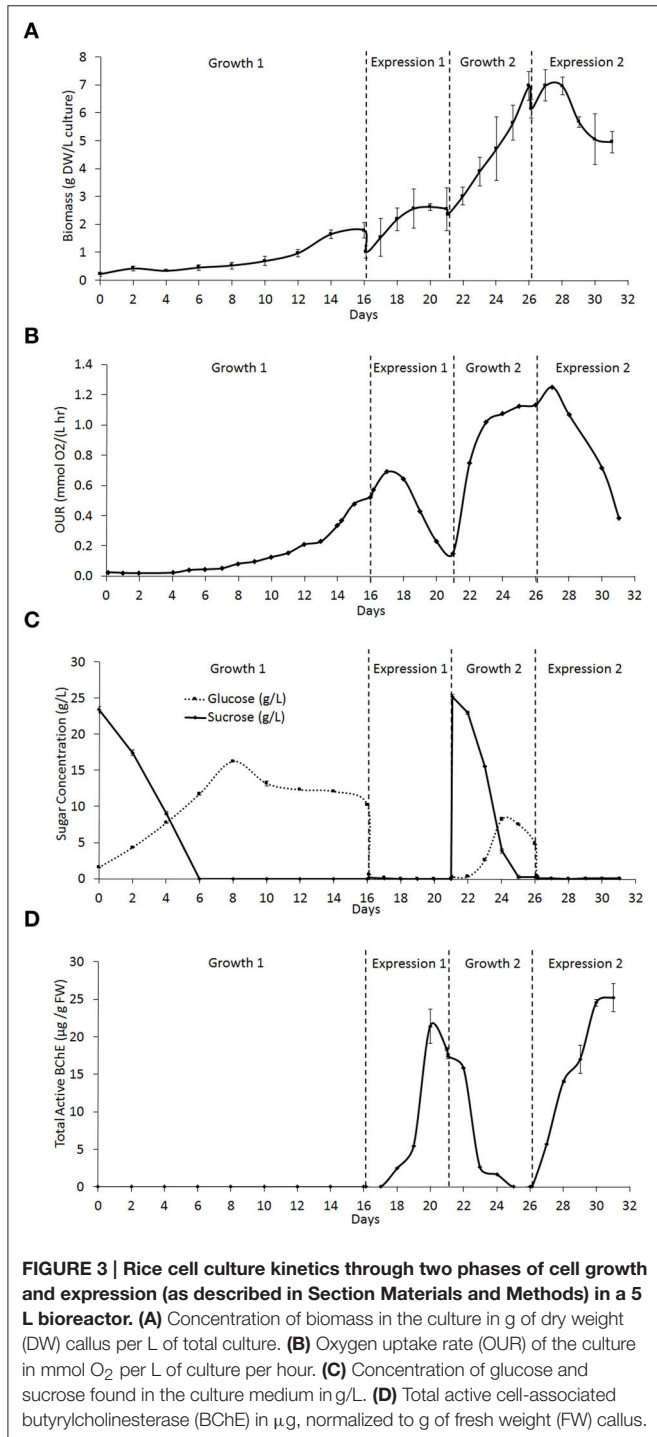 A
Growth 1 Expression 1 Growth 2 Expression 2
Biomass (g DW/L culture)
8
7
6
5
4
3
2
1
0
0 2 4 6 8 10 12 14 16 18 20 22 24 26 28 30 32
Days
B
Growth 1 Expression 1 Growth 2 Expression 2
OUR (mmol O2/(L hr)
1.4
1.2
1.0
0.8
0.6
0.4
0.2
0.0
0 2 4 6 8 10 12 14 16 18 20 22 24 26 28 30 32
Days
C
Growth 1 Expression 1 Growth 2 Expression 2
Glucose (g/L)
Sucrose (g/L)
Sugar Concentration (g/L)
30
25
20
15
10
5
0
0 2 4 6 8 10 12 14 16 18 20 22 24 26 28 30 32
Days
D
Growth 1 Expression 1 Growth 2 Expression 2
Total Active BChE (µg /g FW)
30
25
20
15
10
5
0
0 2 4 6 8 10 12 14 16 18 20 22 24 26 28 30 32
Days
FIGURE 3 | Rice cell culture kinetics through two phases of cell growth
and expression (as described in Section Materials and Methods) in a 5
L bioreactor. (A) Concentration of biomass in the culture in g of dry weight
(DW) callus per L of total culture. (B) Oxygen uptake rate (OUR) of the culture
in mmol O2 per L of culture per hour. (C) Concentration of glucose and
sucrose found in the culture medium in g/L. (D) Total active cell-associated
butyrylcholinesterase (BChE) in µg, normalized to g of fresh weight (FW) callus.